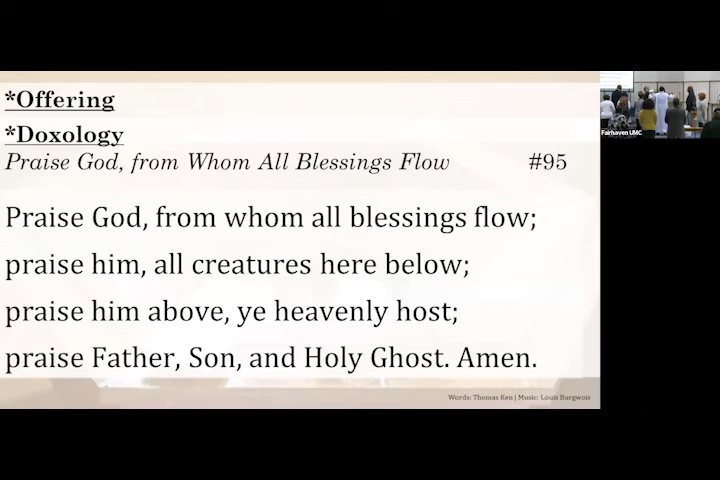 *Offering
*Doxology
Praise God, from Whom All Blessings Flow #95
Praise God, from whom all blessings flow;
praise him, all creatures here below;
praise him above, ye heavenly host;
praise Father, Son, and Holy Ghost. Amen.
Words: Thomas Ken | Music: Louis Burgwois
Fairhaven UMC